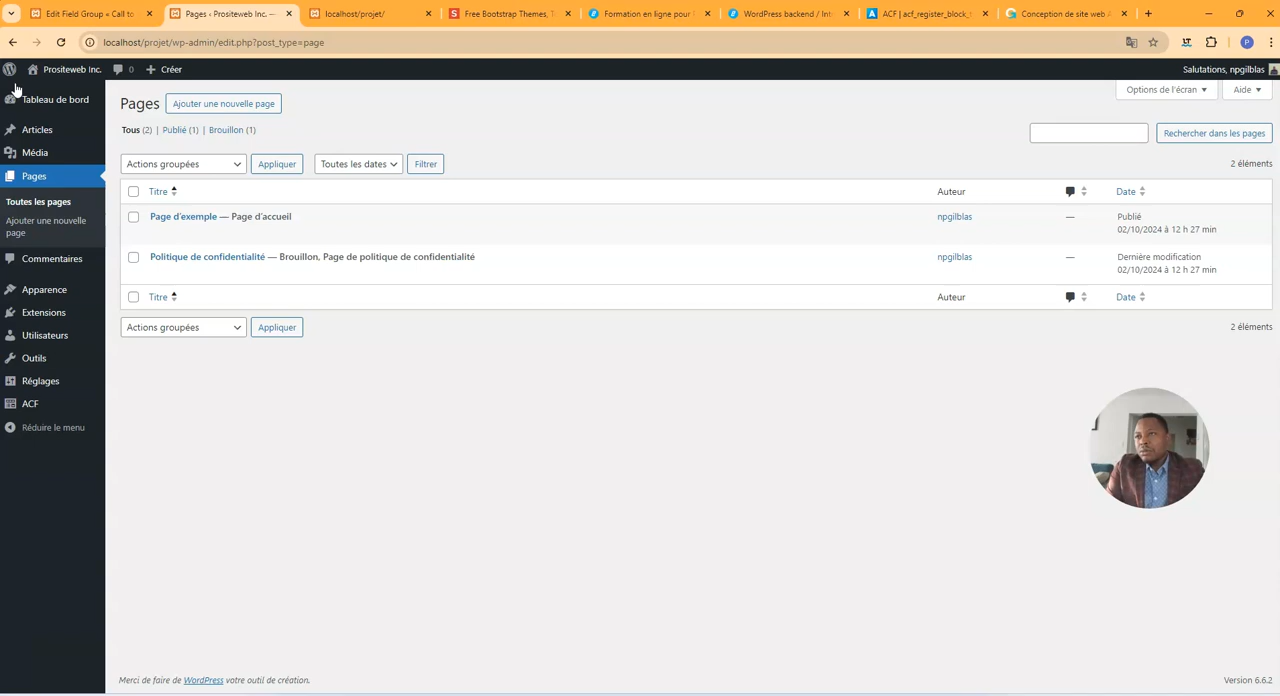 Edit Field Group « Call to
Pages ‹ Prositeweb Inc. —
localhost/projet/
Free Bootstrap Themes, T
Formation en ligne pour
WordPress backend / Int
ACF | acf_register_block_
Conception de site web
localhost/projet/wp-admin/edit.php?post_type=page
P
Prositeweb Inc. 0 Créer
Salutations, npgilblas
Tableau de bord
Articles
Média
Pages
Toutes les pages
Ajouter une nouvelle
page
Commentaires
Apparence
Extensions
Utilisateurs
Outils
Réglages
ACF
Réduire le menu
Options de l'écran
Aide
Pages
Ajouter une nouvelle page
Tous (2) | Publié (1) | Brouillon (1)
Rechercher dans les pages
Actions groupées
Appliquer
Toutes les dates
Filtrer
2 éléments
Titre
Auteur
Date
Page d'exemple — Page d'accueil
npgilblas
—
Publié
02/10/2024 à 12 h 27 min
Politique de confidentialité — Brouillon, Page de politique de confidentialité
npgilblas
—
Dernière modification
02/10/2024 à 12 h 27 min
Titre
Auteur
Date
Actions groupées
Appliquer
2 éléments
Merci de faire de WordPress votre outil de création.
Version 6.6.2